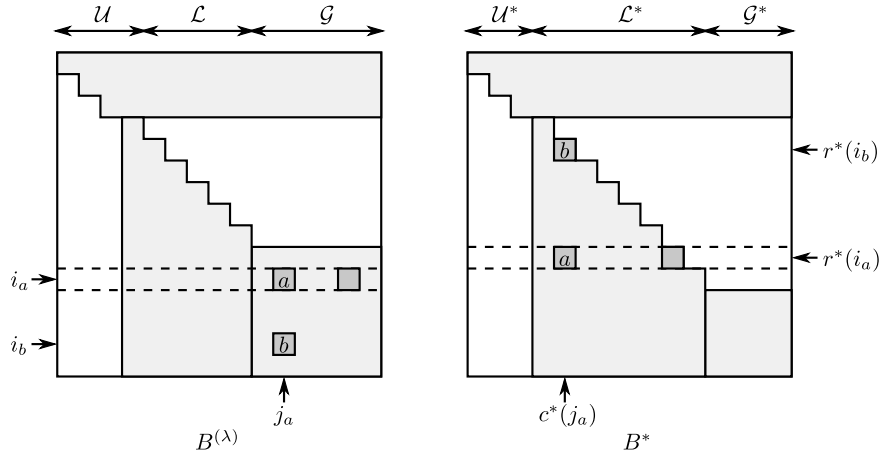 𝒰 ℒ 𝒢 𝒰* ℒ* 𝒢*
b r*(i_b)
i_a a a r*(i_a)
i_b b
j_a c*(j_a)
B^(λ) B*